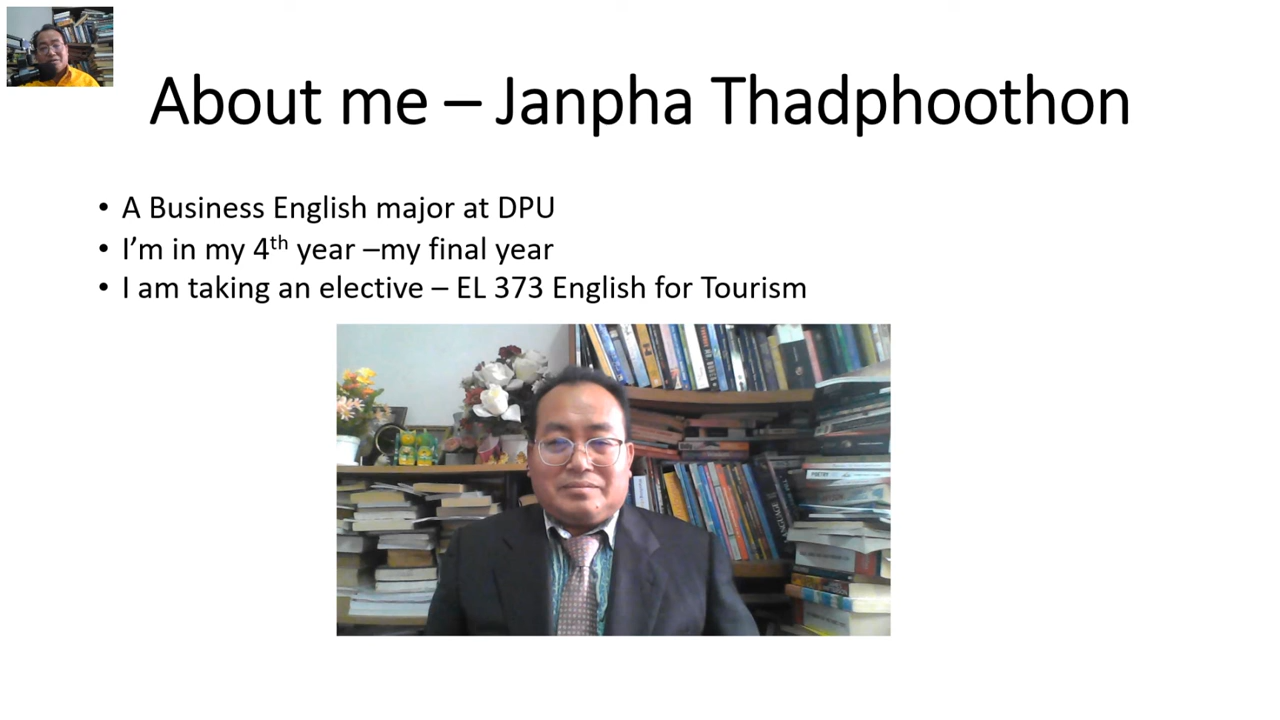 About me – Janpha Thadphoothon
• A Business English major at DPU
• I’m in my 4th year –my final year
• I am taking an elective – EL 373 English for Tourism